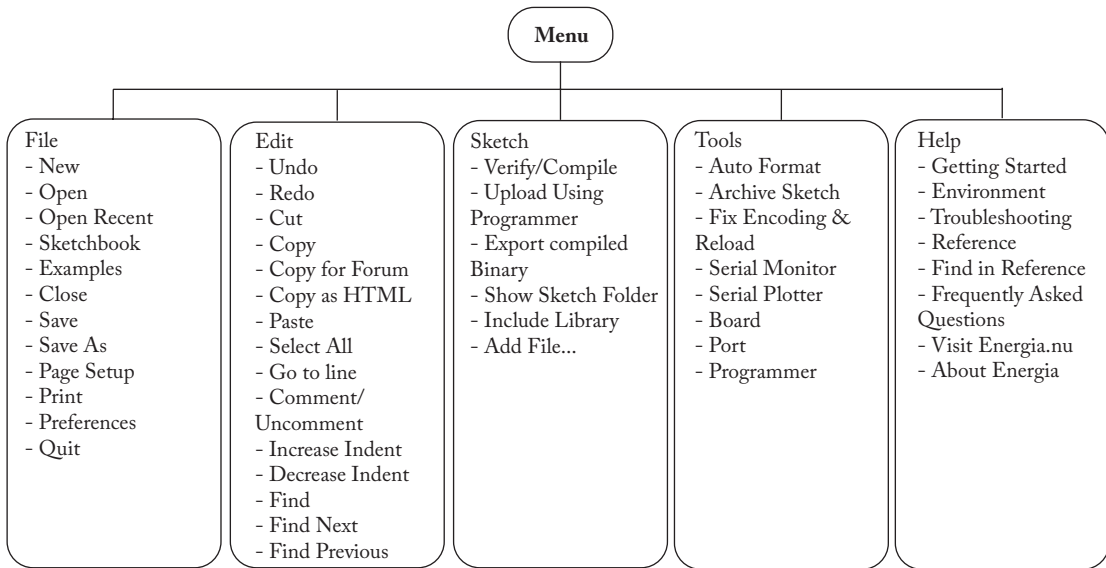 Menu
File
- New
- Open
- Open Recent
- Sketchbook
- Examples
- Close
- Save
- Save As
- Page Setup
- Print
- Preferences
- Quit
Edit
- Undo
- Redo
- Cut
- Copy
- Copy for Forum
- Copy as HTML
- Paste
- Select All
- Go to line
- Comment/
Uncomment
- Increase Indent
- Decrease Indent
- Find
- Find Next
- Find Previous
Sketch
- Verify/Compile
- Upload Using
Programmer
- Export compiled
Binary
- Show Sketch Folder
- Include Library
- Add File...
Tools
- Auto Format
- Archive Sketch
- Fix Encoding &
Reload
- Serial Monitor
- Serial Plotter
- Board
- Port
- Programmer
Help
- Getting Started
- Environment
- Troubleshooting
- Reference
- Find in Reference
- Frequently Asked
Questions
- Visit Energia.nu
- About Energia